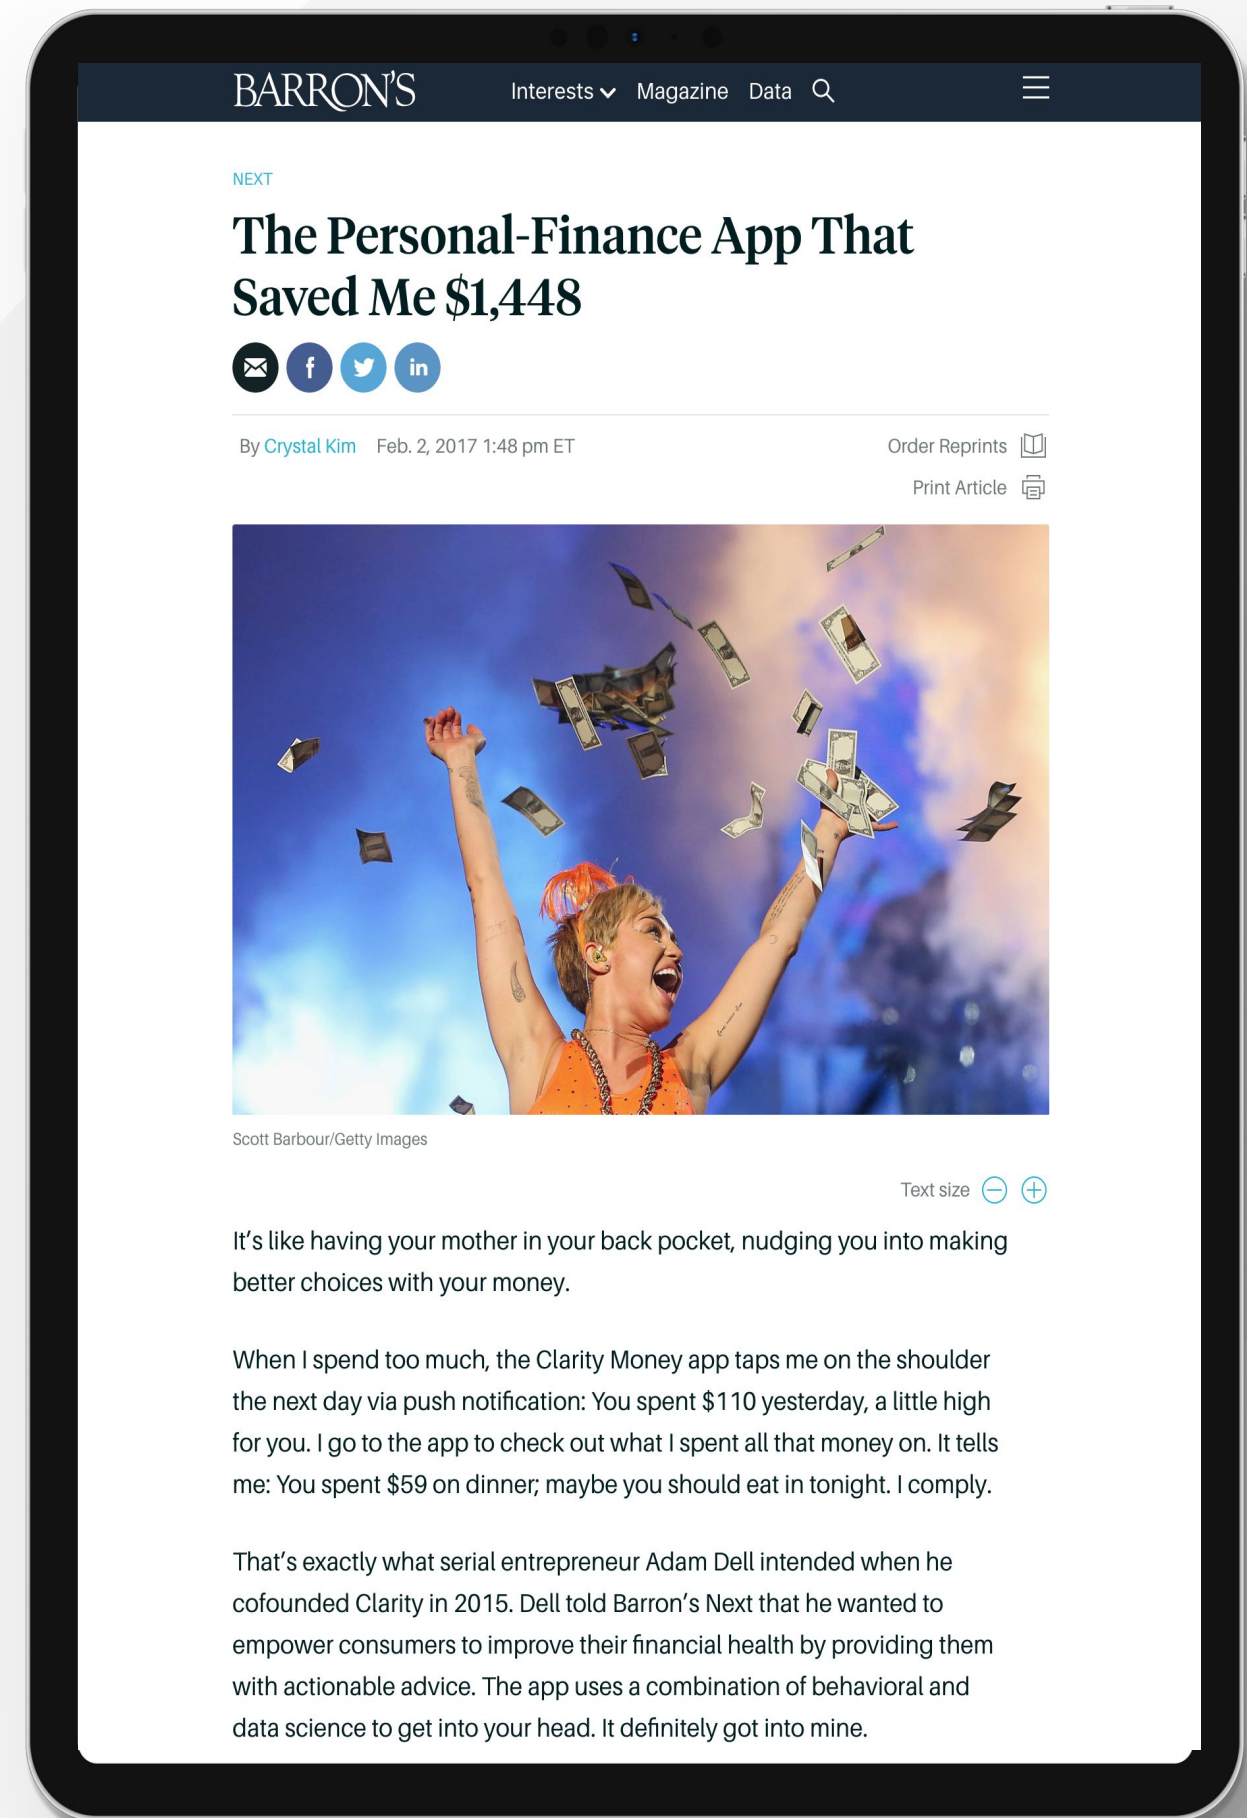 BARRON'S
Interests Magazine Data
NEXT
The Personal-Finance App That
Saved Me $1,448
f in
By Crystal Kim Feb. 2, 2017 1:48 pm ET
Order Reprints
Print Article
Scott Barbour/Getty Images
Text size
It's like having your mother in your back pocket, nudging you into making
better choices with your money.
When I spend too much, the Clarity Money app taps me on the shoulder
the next day via push notification: You spent $110 yesterday, a little high
for you. I go to the app to check out what I spent all that money on. It tells
me: You spent $59 on dinner; maybe you should eat in tonight. I comply.
That's exactly what serial entrepreneur Adam Dell intended when he
cofounded Clarity in 2015. Dell told Barron's Next that he wanted to
empower consumers to improve their financial health by providing them
with actionable advice. The app uses a combination of behavioral and
data science to get into your head. It definitely got into mine.